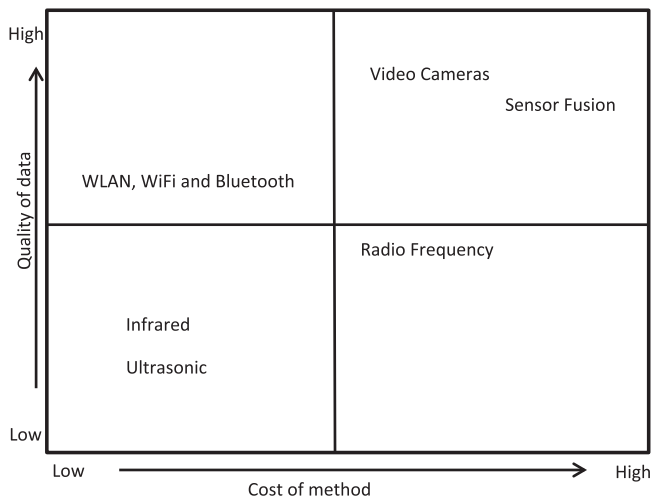 High
Video Cameras
Sensor Fusion
WLAN, WiFi and Bluetooth
Quality of data
Radio Frequency
Infrared
Ultrasonic
Low
Low
High
Cost of method